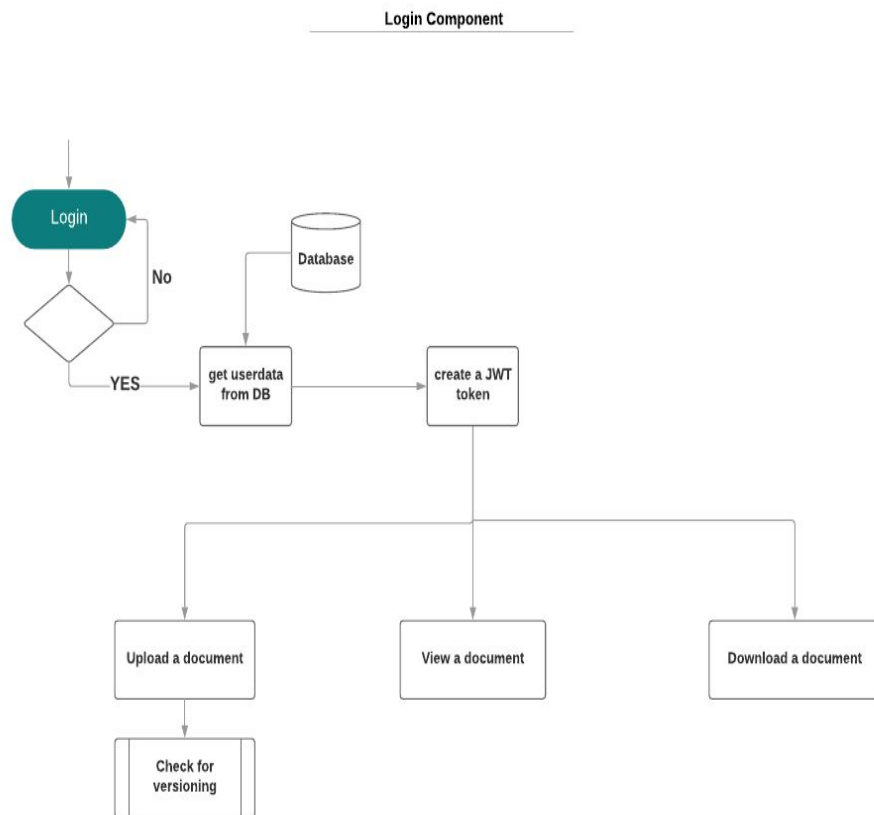 Login Component
Login
No
Database
YES
get userdata
from DB
create a JWT
token
Upload a document
View a document
Download a document
Check for
versioning